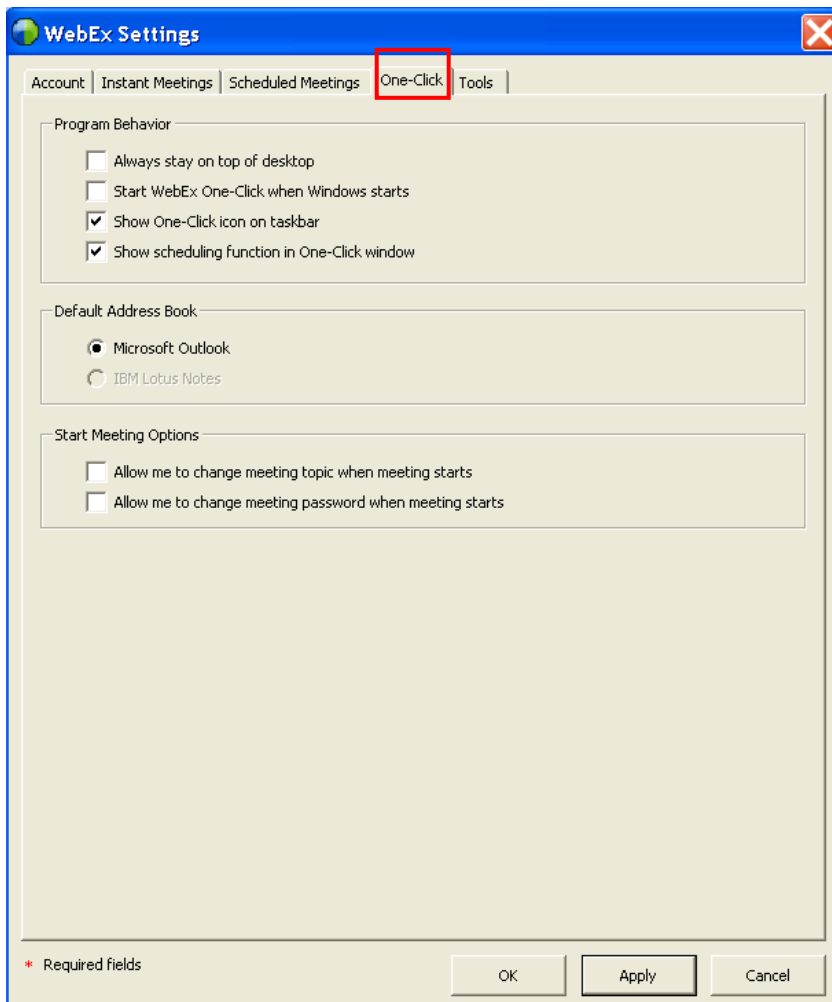 WebEx Settings
Account Instant Meetings Scheduled Meetings One-Click Tools
Program Behavior
Always stay on top of desktop
Start WebEx One-Click when Windows starts
Show One-Click icon on taskbar
Show scheduling function in One-Click window
Default Address Book
Microsoft Outlook
IBM Lotus Notes
Start Meeting Options
Allow me to change meeting topic when meeting starts
Allow me to change meeting password when meeting starts
* Required fields
OK Apply Cancel